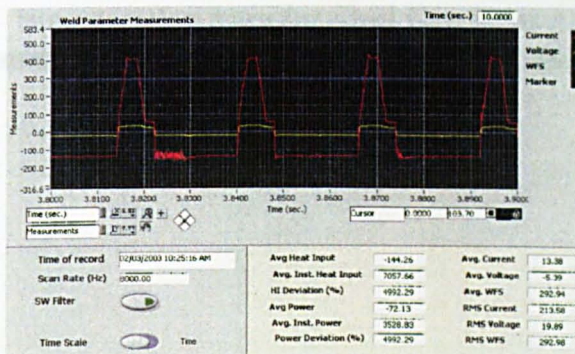 Weld Parameter Measurements
Time (sec.) 10.0000
583.4
500.0
400.0
300.0
200.0
100.0
0.0
-100.0
-200.0
-316.6
Measurements
3.8000 3.8100 3.8200 3.8300 3.8400 3.8500 3.8600 3.8700 3.8800 3.8900 3.9000
Time (sec.)
Current
Voltage
WFS
Marker
Time (sec.)
Measurements
Cursor 0.0000 103.70
Time of record 02/03/2003 10:25:16 AM
Scan Rate (Hz) 8000.00
SW Filter
Time Scale Time
Avg Heat Input -144.26
Avg. Inst. Heat Input 7057.66
HI Deviation (%) 4992.29
Avg Power -72.13
Avg. Inst. Power 3528.83
Power Deviation (%) 4992.29
Avg. Current 13.38
Avg. Voltage -5.39
Avg. WFS 292.94
RMS Current 213.58
RMS Voltage 19.89
RMS WFS 292.98